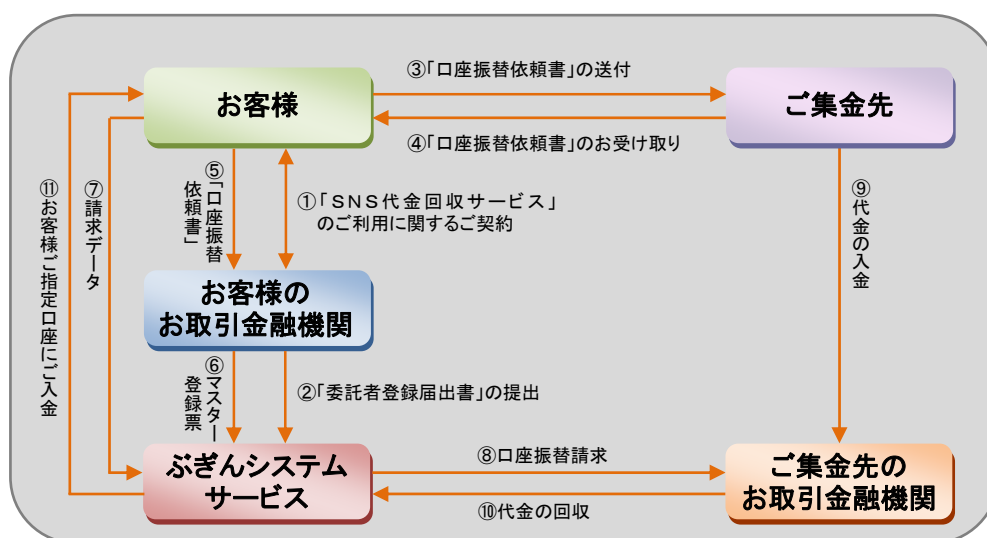 ③「口座振替依頼書」の送付
お客様
ご集金先
④「口座振替依頼書」のお受け取り
⑪お客様ご指定口座にご入金
⑦請求データ
⑤「口座振替
依頼書」
①「SNS代金回収サービス」
のご利用に関するご契約
⑨代金の入金
お客様の
お取引金融機関
⑥マスター
登録票
②「委託者登録届出書」の提出
ぶぎんシステム
サービス
⑧口座振替請求
⑩代金の回収
ご集金先の
お取引金融機関